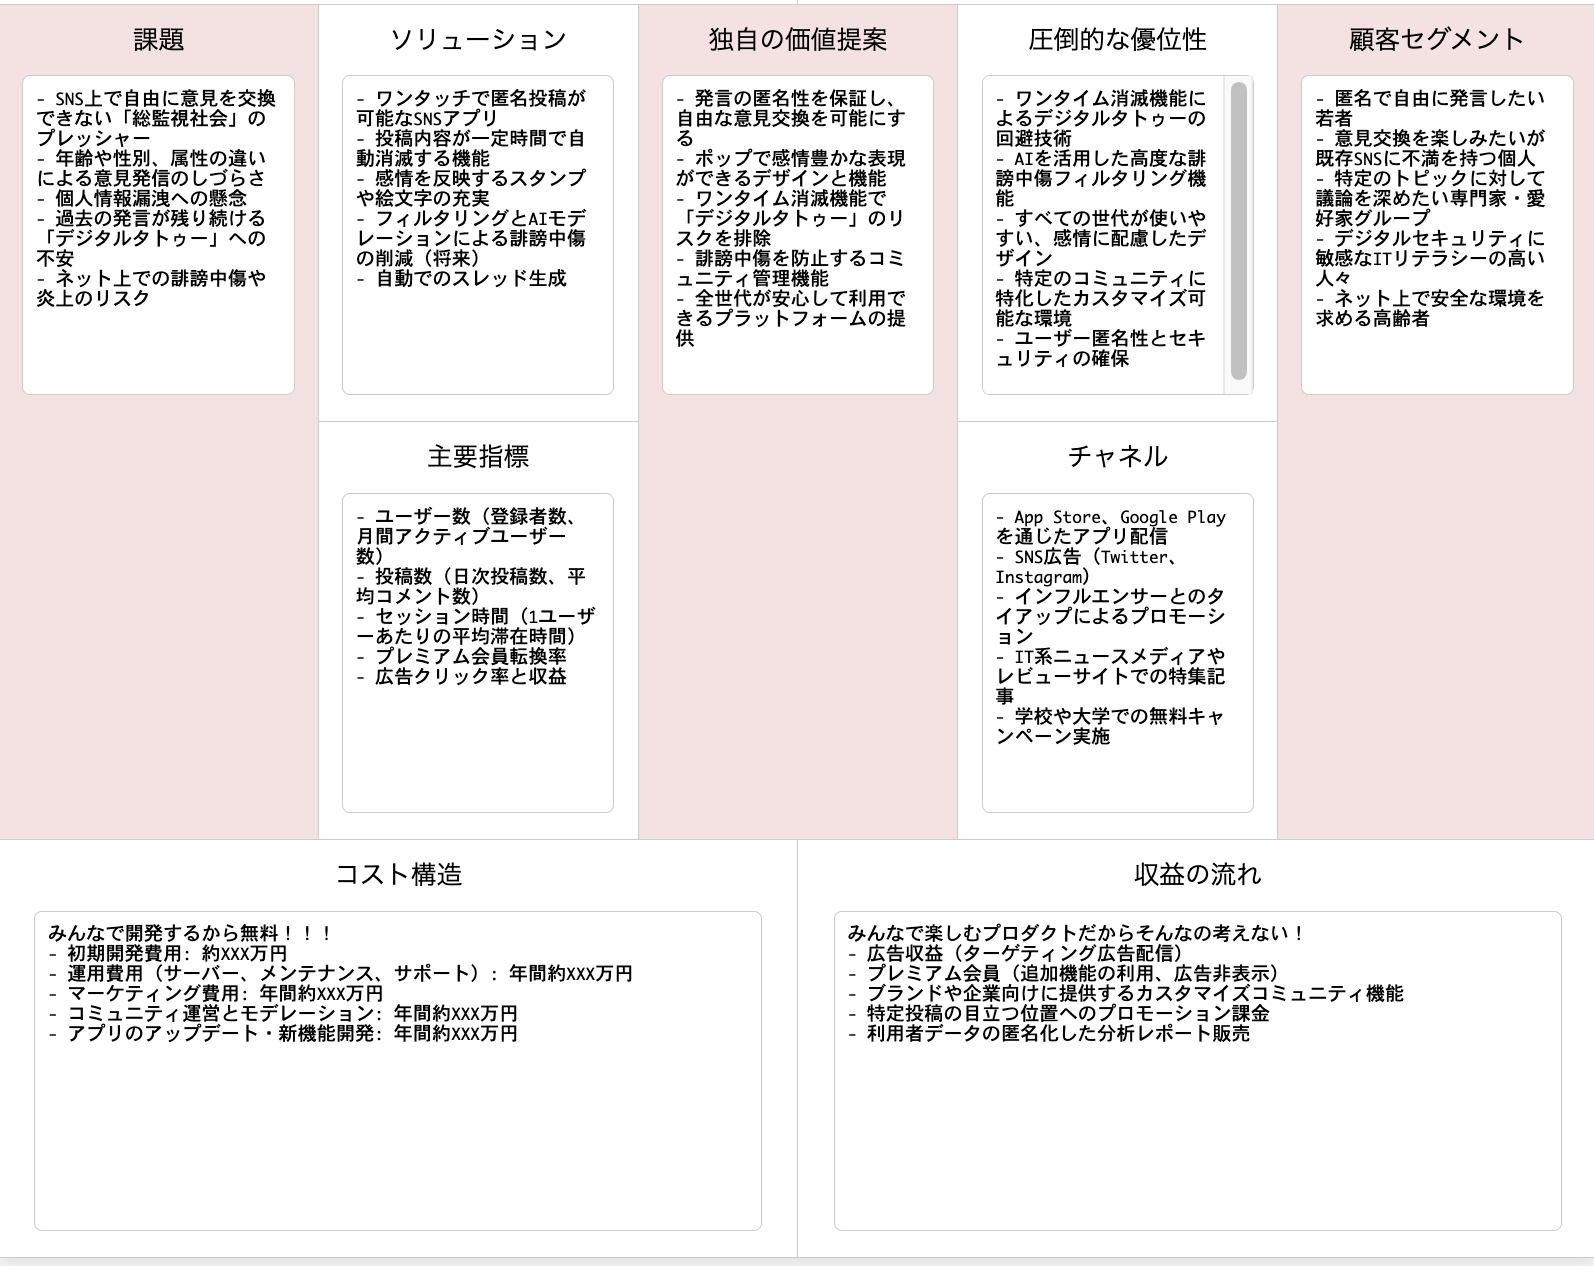 課題
- SNS上で自由に意見を交換
できない「総監視社会」の
プレッシャー
- 年齢や性別、属性の違い
による意見発信のしづらさ
- 個人情報漏洩への懸念
- 過去の発言が残り続ける
「デジタルタトゥー」への
不安
- ネット上での誹謗中傷や
炎上のリスク
ソリューション
- ワンタッチで匿名投稿が
可能なSNSアプリ
- 投稿内容が一定時間で自
動消滅する機能
- 感情を反映するスタンプ
や絵文字の充実
- フィルタリングとAIモデ
レーションによる誹謗中傷
の削減（将来）
- 自動でのスレッド生成
主要指標
- ユーザー数（登録者数、
月間アクティブユーザー
数）
- 投稿数（日次投稿数、平
均コメント数）
- セッション時間（1ユーザ
ーあたりの平均滞在時間）
- プレミアム会員転換率
- 広告クリック率と収益
独自の価値提案
- 発言の匿名性を保証し、
自由な意見交換を可能にす
る
- ポップで感情豊かな表現
ができるデザインと機能
- ワンタイム消滅機能で
「デジタルタトゥー」のリ
スクを排除
- 誹謗中傷を防止するコミ
ュニティ管理機能
- 全世代が安心して利用で
きるプラットフォームの提
供
圧倒的な優位性
- ワンタイム消滅機能に
よるデジタルタトゥーの
回避技術
- AIを活用した高度な誹
謗中傷フィルタリング機
能
- すべての世代が使いや
すい、感情に配慮したデ
ザイン
- 特定のコミュニティに
特化したカスタマイズ可
能な環境
- ユーザー匿名性とセキ
ュリティの確保
チャネル
- App Store、Google Play
を通じたアプリ配信
- SNS広告（Twitter、
Instagram）
- インフルエンサーとのタ
イアップによるプロモーシ
ョン
- IT系ニュースメディアや
レビューサイトでの特集記
事
- 学校や大学での無料キャ
ンペーン実施
顧客セグメント
- 匿名で自由に発言したい
若者
- 意見交換を楽しみたいが
既存SNSに不満を持つ個人
- 特定のトピックに対して
議論を深めたい専門家・愛
好家グループ
- デジタルセキュリティに
敏感なITリテラシーの高い
人々
- ネット上で安全な環境を
求める高齢者
コスト構造
みんなで開発するから無料！！！
- 初期開発費用: 約XXX万円
- 運用費用（サーバー、メンテナンス、サポート）: 年間約XXX万円
- マーケティング費用: 年間約XXX万円
- コミュニティ運営とモデレーション: 年間約XXX万円
- アプリのアップデート・新機能開発: 年間約XXX万円
収益の流れ
みんなで楽しむプロダクトだからそんなの考えない！
- 広告収益（ターゲティング広告配信）
- プレミアム会員（追加機能の利用、広告非表示）
- ブランドや企業向けに提供するカスタマイズコミュニティ機能
- 特定投稿の目立つ位置へのプロモーション課金
- 利用者データの匿名化した分析レポート販売